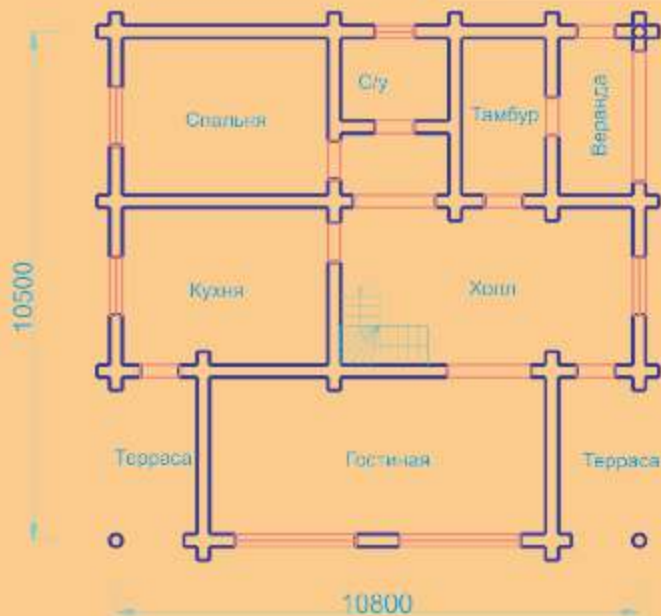 С/у
Спальня
Тамбур
Веранда
10500
Кухня
Холл
Терраса
Гостиная
Терраса
10800